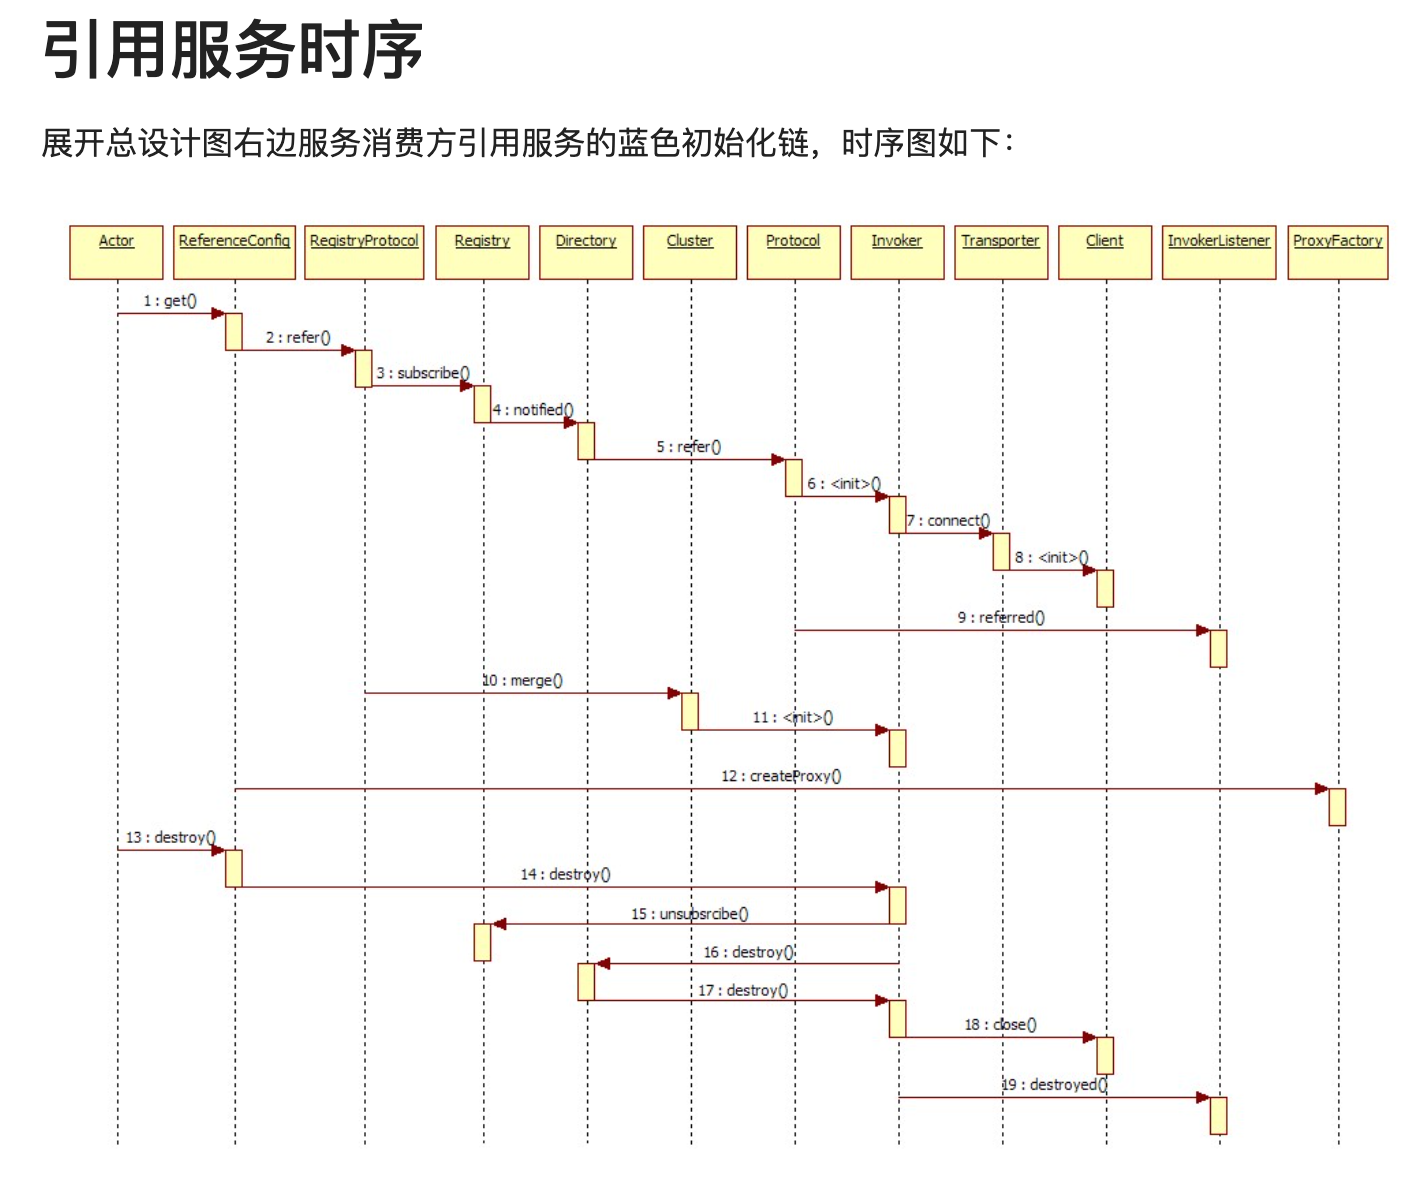 引用服务时序
展开总设计图右边服务消费方引用服务的蓝色初始化链，时序图如下：
Actor
ReferenceConfig
RegistryProtocol
Registry
Directory
Cluster
Protocol
Invoker
Transporter
Client
InvokerListener
ProxyFactory
1 : get()
2 : refer()
3 : subscribe()
4 : notified()
5 : refer()
6 : <init>()
7 : connect()
8 : <init>()
9 : referred()
10 : merge()
11 : <init>()
12 : createProxy()
13 : destroy()
14 : destroy()
15 : unsubsrcibe()
16 : destroy()
17 : destroy()
18 : close()
19 : destroyed()